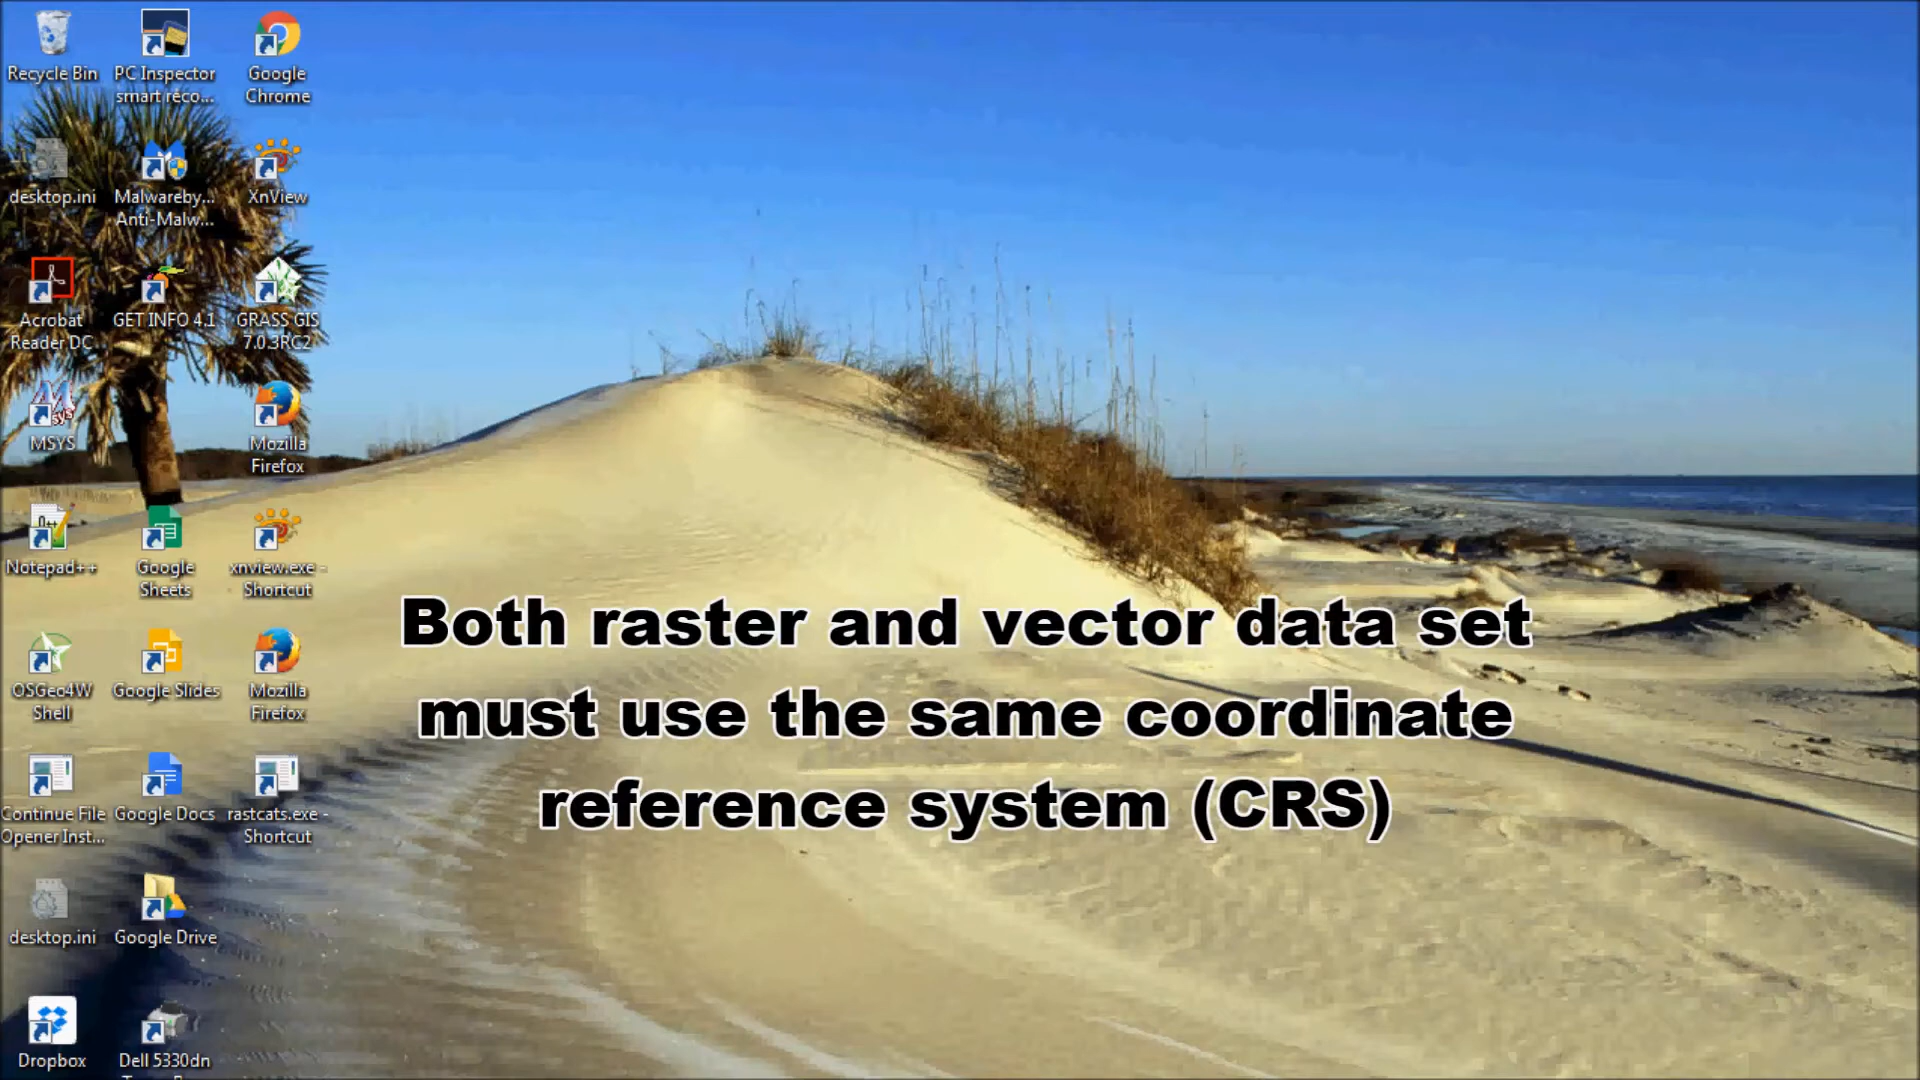 Recycle Bin
PC Inspector
smart reco...
Google
Chrome
desktop.ini
Malwareby...
Anti-Malw...
XnView
Acrobat
Reader DC
GET INFO 4.1
GRASS GIS
7.0.3RC2
MSYS
Mozilla
Firefox
Notepad++
Google
Sheets
xnview.exe -
Shortcut
Both raster and vector data set
must use the same coordinate
reference system (CRS)
OSGeo4W
Shell
Google Slides
Mozilla
Firefox
Continue File
Opener Inst...
Google Docs
rastcats.exe -
Shortcut
desktop.ini
Google Drive
Dropbox
Dell 5330dn